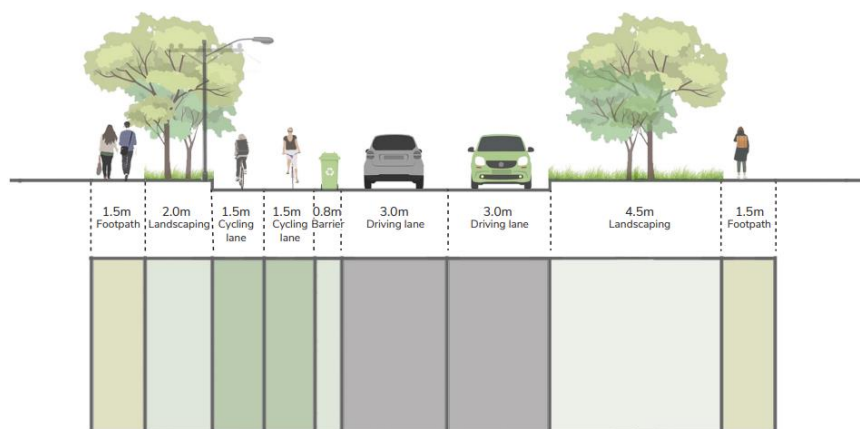 1.5m
Footpath
2.0m
Landscaping
1.5m
Cycling
lane
1.5m
Cycling
lane
0.8m
Barrier
3.0m
Driving lane
3.0m
Driving lane
4.5m
Landscaping
1.5m
Footpath